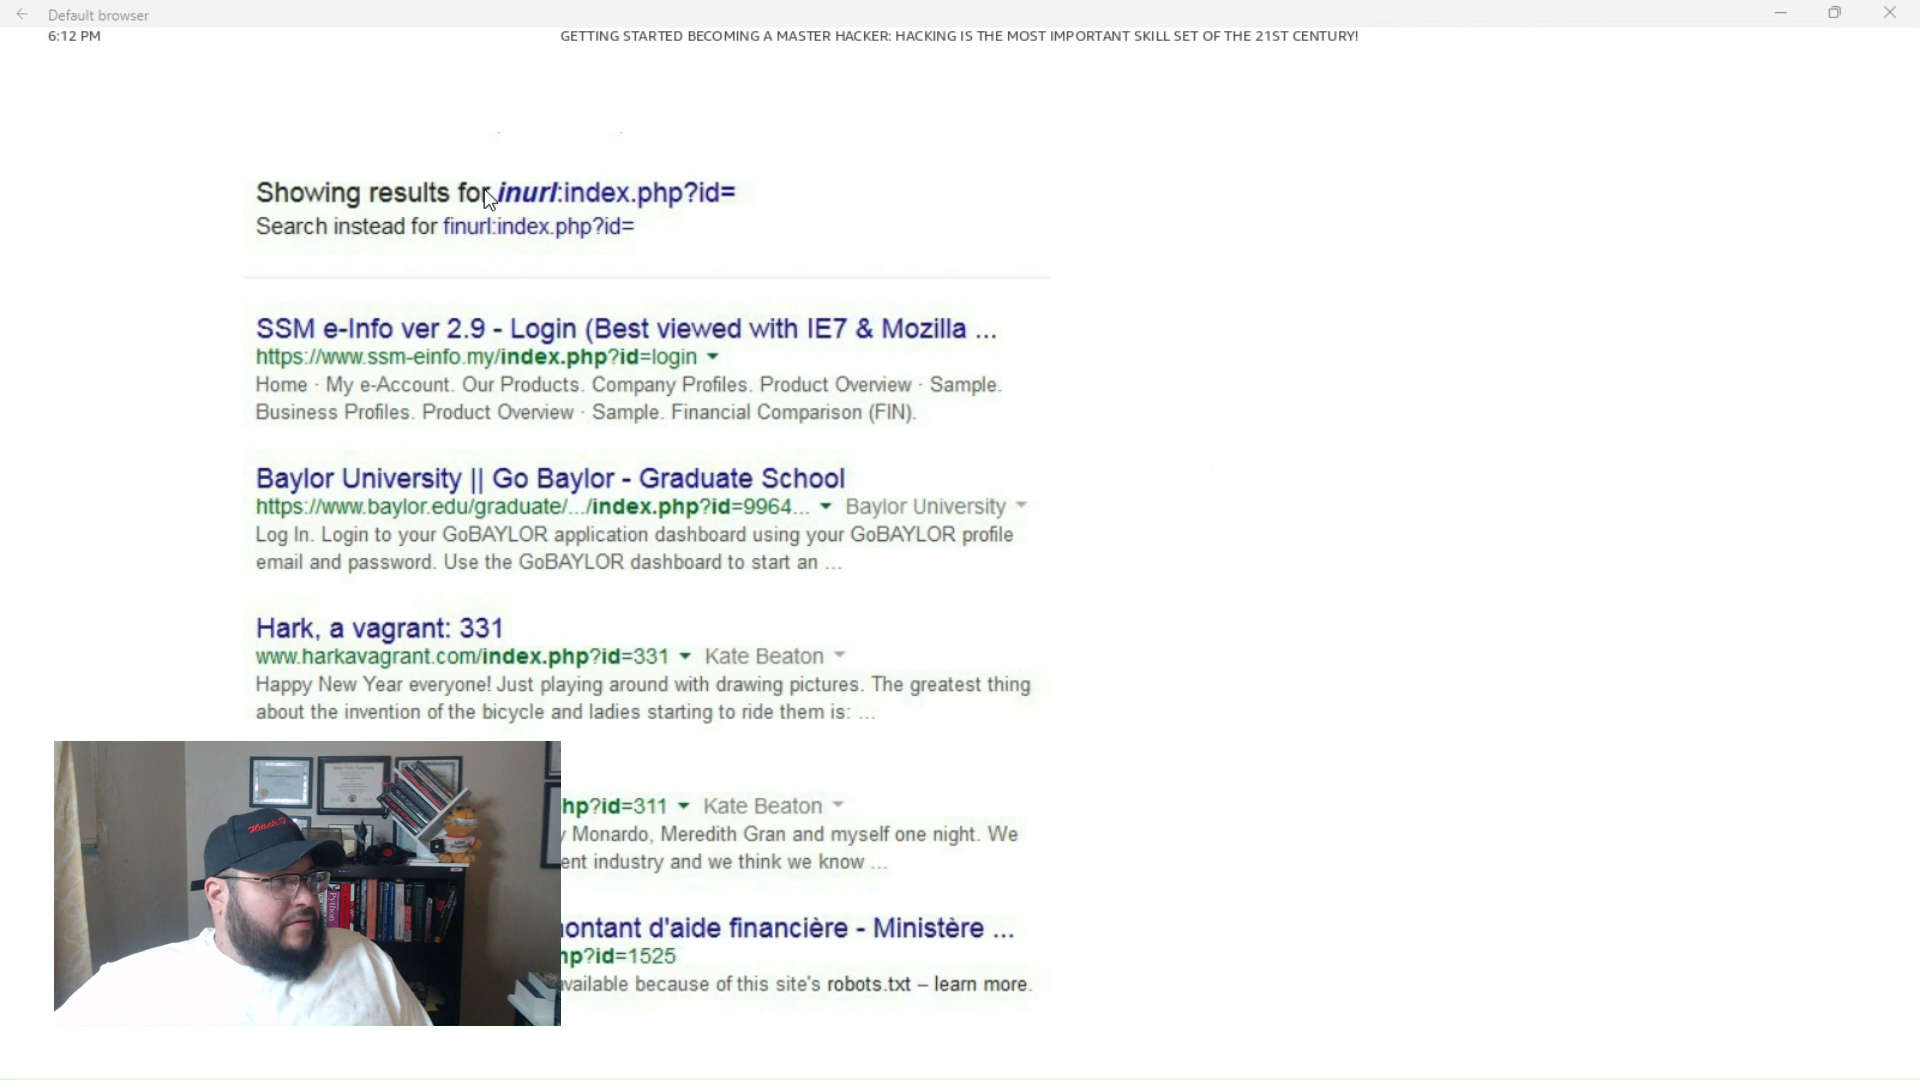 Default browser
6:12 PM
GETTING STARTED BECOMING A MASTER HACKER: HACKING IS THE MOST IMPORTANT SKILL SET OF THE 21ST CENTURY!
Showing results for inurl:index.php?id=
Search instead for finurl:index.php?id=
SSM e-Info ver 2.9 - Login (Best viewed with IE7 & Mozilla ...
https://www.ssm-einfo.my/index.php?id=login
Home · My e-Account. Our Products. Company Profiles. Product Overview · Sample.
Business Profiles. Product Overview · Sample. Financial Comparison (FIN).
Baylor University || Go Baylor - Graduate School
https://www.baylor.edu/graduate/.../index.php?id=9964... Baylor University
Log In. Login to your GoBAYLOR application dashboard using your GoBAYLOR profile
email and password. Use the GoBAYLOR dashboard to start an ...
Hark, a vagrant: 331
www.harkavagrant.com/index.php?id=331 Kate Beaton
Happy New Year everyone! Just playing around with drawing pictures. The greatest thing
about the invention of the bicycle and ladies starting to ride them is: ...
hp?id=311 Kate Beaton
y Monardo, Meredith Gran and myself one night. We
ent industry and we think we know ...
ontant d'aide financière - Ministère ...
hp?id=1525
vailable because of this site's robots.txt – learn more.
Python